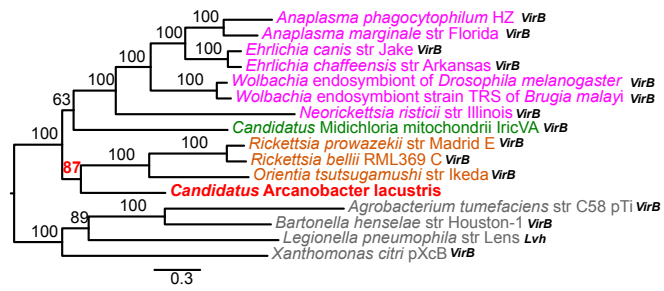 100
Anaplasma phagocytophilum HZ VirB
100
Anaplasma marginale str Florida VirB
100
Ehrlichia canis str Jake VirB
100
Ehrlichia chaffeensis str Arkansas VirB
100
Wolbachia endosymbiont of Drosophila melanogaster VirB
100
Wolbachia endosymbiont strain TRS of Brugia malayi VirB
63
Neorickettsia risticii str Illinois VirB
Candidatus Midichloria mitochondrii IricVA VirB
100
100
Rickettsia prowazekii str Madrid E VirB
100
Rickettsia bellii RML369 C VirB
87
Orientia tsutsugamushi str Ikeda VirB
Candidatus Arcanobacter lacustris
100
Agrobacterium tumefaciens str C58 pTi VirB
89
Bartonella henselae str Houston-1 VirB
100
Legionella pneumophila str Lens Lvh
Xanthomonas citri pXcB VirB
0.3